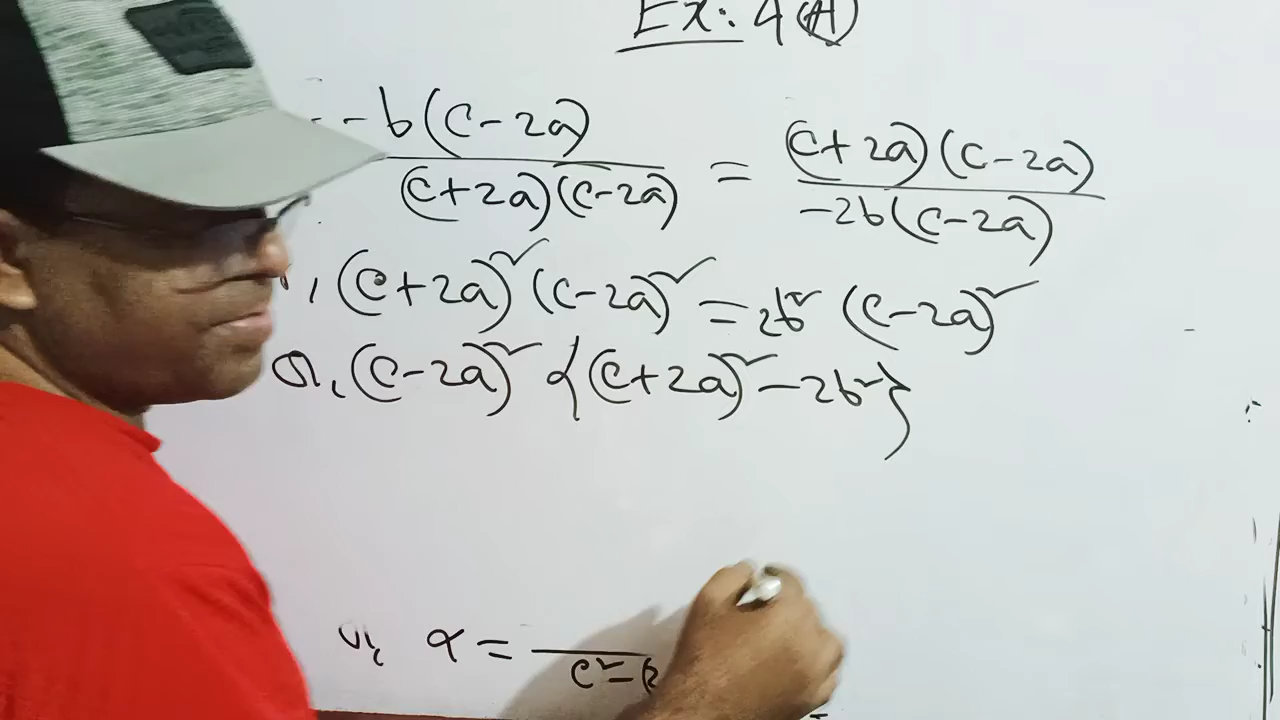 Ex: 4(A)
-b(c-2a) / (c+2a)(c-2a) = (c+2a)(c-2a) / -2b(c-2a)
(c+2a)² (c-2a)² = 2b² (c-2a)²
বা, (c-2a)² {(c+2a)² - 2b²}
বা, α = / c² - (2